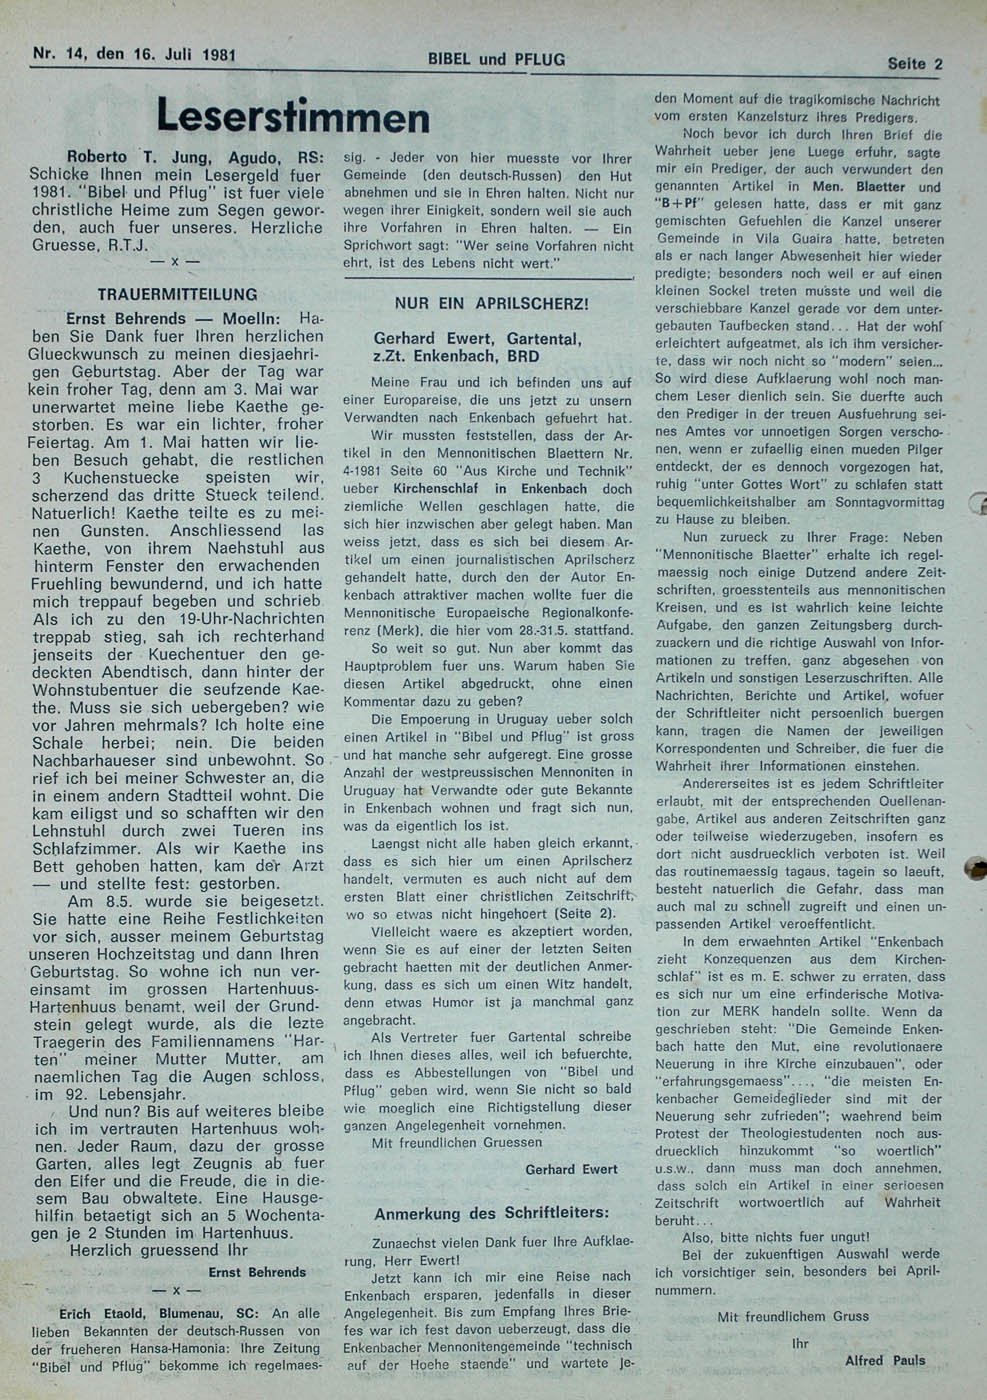 Nr. 14, den 16. Juli 1981
BIBEL und PFLUG
Seite 2
Leserstimmen
Roberto T. Jung, Agudo, RS:
Schicke Ihnen mein Lesergeld fuer
1981. "Bibel und Pflug" ist fuer viele
christliche Heime zum Segen gewor-
den, auch fuer unseres. Herzliche
Gruesse, R.T.J.
— x —
TRAUERMITTEILUNG
Ernst Behrends — Moelln: Ha-
ben Sie Dank fuer Ihren herzlichen
Glueckwunsch zu meinen diesjaehri-
gen Geburtstag. Aber der Tag war
kein froher Tag, denn am 3. Mai war
unerwartet meine liebe Kaethe ge-
storben. Es war ein lichter, froher
Feiertag. Am 1. Mai hatten wir lie-
ben Besuch gehabt, die restlichen
3 Kuchenstuecke speisten wir,
scherzend das dritte Stueck teilend.
Natuerlich! Kaethe teilte es zu mei-
nen Gunsten. Anschliessend las
Kaethe, von ihrem Naehstuhl aus
hinterm Fenster den erwachenden
Fruehling bewundernd, und ich hatte
mich treppauf begeben und schrieb
Als ich zu den 19-Uhr-Nachrichten
treppab stieg, sah ich rechterhand
jenseits der Kuechentuer den ge-
deckten Abendtisch, dann hinter der
Wohnstubentuer die seufzende Kae-
the. Muss sie sich uebergeben? wie
vor Jahren mehrmals? Ich holte eine
Schale herbei; nein. Die beiden
Nachbarhaueser sind unbewohnt. So
rief ich bei meiner Schwester an, die
in einem andern Stadtteil wohnt. Die
kam eiligst und so schafften wir den
Lehnstuhl durch zwei Tueren ins
Schlafzimmer. Als wir Kaethe ins
Bett gehoben hatten, kam der Arzt
— und stellte fest: gestorben.
Am 8.5. wurde sie beigesetzt.
Sie hatte eine Reihe Festlichkeiten
vor sich, ausser meinem Geburtstag
unseren Hochzeitstag und dann Ihren
Geburtstag. So wohne ich nun ver-
einsamt im grossen Hartenhuus-
Hartenhuus benamt, weil der Grund-
stein gelegt wurde, als die lezte
Traegerin des Familiennamens "Har-
ten" meiner Mutter Mutter, am
naemlichen Tag die Augen schloss,
im 92. Lebensjahr.
Und nun? Bis auf weiteres bleibe
ich im vertrauten Hartenhuus woh-
nen. Jeder Raum, dazu der grosse
Garten, alles legt Zeugnis ab fuer
den Eifer und die Freude, die in die-
sem Bau obwaltete. Eine Hausge-
hilfin betaetigt sich an 5 Wochenta-
gen je 2 Stunden im Hartenhuus.
Herzlich gruessend Ihr
Ernst Behrends
— x —
Erich Etaold, Blumenau, SC: An alle
lieben Bekannten der deutsch-Russen von
der frueheren Hansa-Hamonia: Ihre Zeitung
"Bibel und Pflug" bekomme ich regelmaes-
sig. - Jeder von hier muesste vor Ihrer
Gemeinde (den deutsch-Russen) den Hut
abnehmen und sie in Ehren halten. Nicht nur
wegen ihrer Einigkeit, sondern weil sie auch
ihre Vorfahren in Ehren halten. — Ein
Sprichwort sagt: "Wer seine Vorfahren nicht
ehrt, ist des Lebens nicht wert."
NUR EIN APRILSCHERZ!
Gerhard Ewert, Gartental,
z.Zt. Enkenbach, BRD
Meine Frau und ich befinden uns auf
einer Europareise, die uns jetzt zu unsern
Verwandten nach Enkenbach gefuehrt hat.
Wir mussten feststellen, dass der Ar-
tikel in den Mennonitischen Blaettern Nr.
4-1981 Seite 60 "Aus Kirche und Technik"
ueber Kirchenschlaf in Enkenbach doch
ziemliche Wellen geschlagen hatte, die
sich hier inzwischen aber gelegt haben. Man
weiss jetzt, dass es sich bei diesem Ar-
tikel um einen journalistischen Aprilscherz
gehandelt hatte, durch den der Autor En-
kenbach attraktiver machen wollte fuer die
Mennonitische Europaeische Regionalkonfe-
renz (Merk), die hier vom 28.-31.5. stattfand.
So weit so gut. Nun aber kommt das
Hauptproblem fuer uns. Warum haben Sie
diesen Artikel abgedruckt, ohne einen
Kommentar dazu zu geben?
Die Empoerung in Uruguay ueber solch
einen Artikel in "Bibel und Pflug" ist gross
und hat manche sehr aufgeregt. Eine grosse
Anzahl der westpreussischen Mennoniten in
Uruguay hat Verwandte oder gute Bekannte
in Enkenbach wohnen und fragt sich nun,
was da eigentlich los ist.
Laengst nicht alle haben gleich erkannt,
dass es sich hier um einen Aprilscherz
handelt, vermuten es auch nicht auf dem
ersten Blatt einer christlichen Zeitschrift,
wo so etwas nicht hingehoert (Seite 2).
Vielleicht waere es akzeptiert worden,
wenn Sie es auf einer der letzten Seiten
gebracht haetten mit der deutlichen Anmer-
kung, dass es sich um einen Witz handelt,
denn etwas Humor ist ja manchmal ganz
angebracht.
Als Vertreter fuer Gartental schreibe
ich Ihnen dieses alles, weil ich befuerchte,
dass es Abbestellungen von "Bibel und
Pflug" geben wird, wenn Sie nicht so bald
wie moeglich eine Richtigstellung dieser
ganzen Angelegenheit vornehmen.
Mit freundlichen Gruessen
Gerhard Ewert
Anmerkung des Schriftleiters:
Zunaechst vielen Dank fuer Ihre Aufklae-
rung, Herr Ewert!
Jetzt kann ich mir eine Reise nach
Enkenbach ersparen, jedenfalls in dieser
Angelegenheit. Bis zum Empfang Ihres Brie-
fes war ich fest davon ueberzeugt, dass die
Enkenbacher Mennonitengemeinde "technisch
auf der Hoehe staende" und wartete je-
den Moment auf die tragikomische Nachricht
vom ersten Kanzelsturz ihres Predigers.
Noch bevor ich durch Ihren Brief die
Wahrheit ueber jene Luege erfuhr, sagte
mir ein Prediger, der auch verwundert den
genannten Artikel in Men. Blaetter und
"B+Pf" gelesen hatte, dass er mit ganz
gemischten Gefuehlen die Kanzel unserer
Gemeinde in Vila Guaira hatte, betreten
als er nach langer Abwesenheit hier wieder
predigte; besonders noch weil er auf einen
kleinen Sockel treten musste und weil die
verschiebbare Kanzel gerade vor dem unter-
gebauten Taufbecken stand... Hat der wohl
erleichtert aufgeatmet, als ich ihm versicher-
te, dass wir noch nicht so "modern" seien...
So wird diese Aufklaerung wohl noch man-
chem Leser dienlich sein. Sie duerfte auch
den Prediger in der treuen Ausfuehrung sei-
nes Amtes vor unnoetigen Sorgen verscho-
nen, wenn er zufaellig einen mueden Pilger
entdeckt, der es dennoch vorgezogen hat,
ruhig "unter Gottes Wort" zu schlafen statt
bequemlichkeitshalber am Sonntagvormittag
zu Hause zu bleiben.
Nun zurueck zu Ihrer Frage: Neben
"Mennonitische Blaetter" erhalte ich regel-
maessig noch einige Dutzend andere Zeit-
schriften, groesstenteils aus mennonitischen
Kreisen, und es ist wahrlich keine leichte
Aufgabe, den ganzen Zeitungsberg durch-
zuackern und die richtige Auswahl von Infor-
mationen zu treffen, ganz abgesehen von
Artikeln und sonstigen Leserzuschriften. Alle
Nachrichten, Berichte und Artikel, wofuer
der Schriftleiter nicht persoenlich buergen
kann, tragen die Namen der jeweiligen
Korrespondenten und Schreiber, die fuer die
Wahrheit ihrer Informationen einstehen.
Andererseites ist es jedem Schriftleiter
erlaubt, mit der entsprechenden Quellenan-
gabe, Artikel aus anderen Zeitschriften ganz
oder teilweise wiederzugeben, insofern es
dort nicht ausdruecklich verboten ist. Weil
das routinemaessig tagaus, tagein so laeuft,
besteht natuerlich die Gefahr, dass man
auch mal zu schnell zugreift und einen un-
passenden Artikel veroeffentlicht.
In dem erwaehnten Artikel "Enkenbach
zieht Konzequenzen aus dem Kirchen-
schlaf" ist es m. E. schwer zu erraten, dass
es sich nur um eine erfinderische Motiva-
tion zur MERK handeln sollte. Wenn da
geschrieben steht: "Die Gemeinde Enken-
bach hatte den Mut, eine revolutionaere
Neuerung in ihre Kirche einzubauen", oder
"erfahrungsgemaess"..., "die meisten En-
kenbacher Gemeideglieder sind mit der
Neuerung sehr zufrieden"; waehrend beim
Protest der Theologiestudenten noch aus-
druecklich hinzukommt "so woertlich"
u.s.w., dann muss man doch annehmen,
dass solch ein Artikel in einer serioesen
Zeitschrift wortwoertlich auf Wahrheit
beruht...
Also, bitte nichts fuer ungut!
Bei der zukuenftigen Auswahl werde
ich vorsichtiger sein, besonders bei April-
nummern.
Mit freundlichem Gruss
Ihr
Alfred Pauls